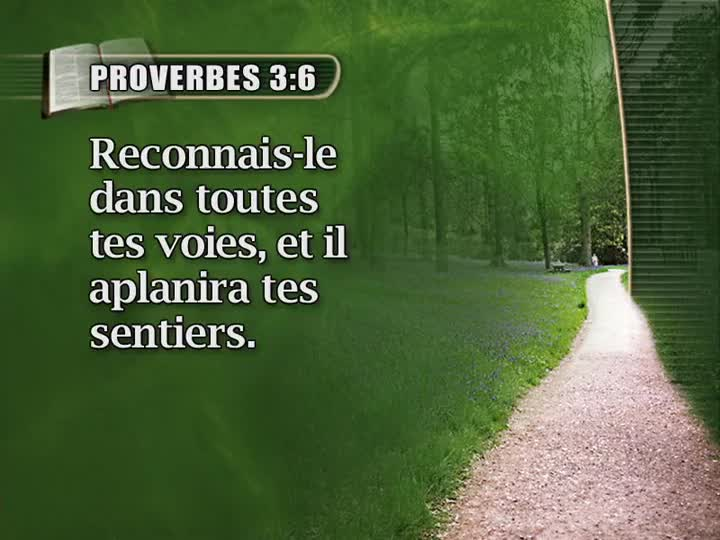 PROVERBES 3:6
Reconnais-le
dans toutes
tes voies, et il
aplanira tes
sentiers.